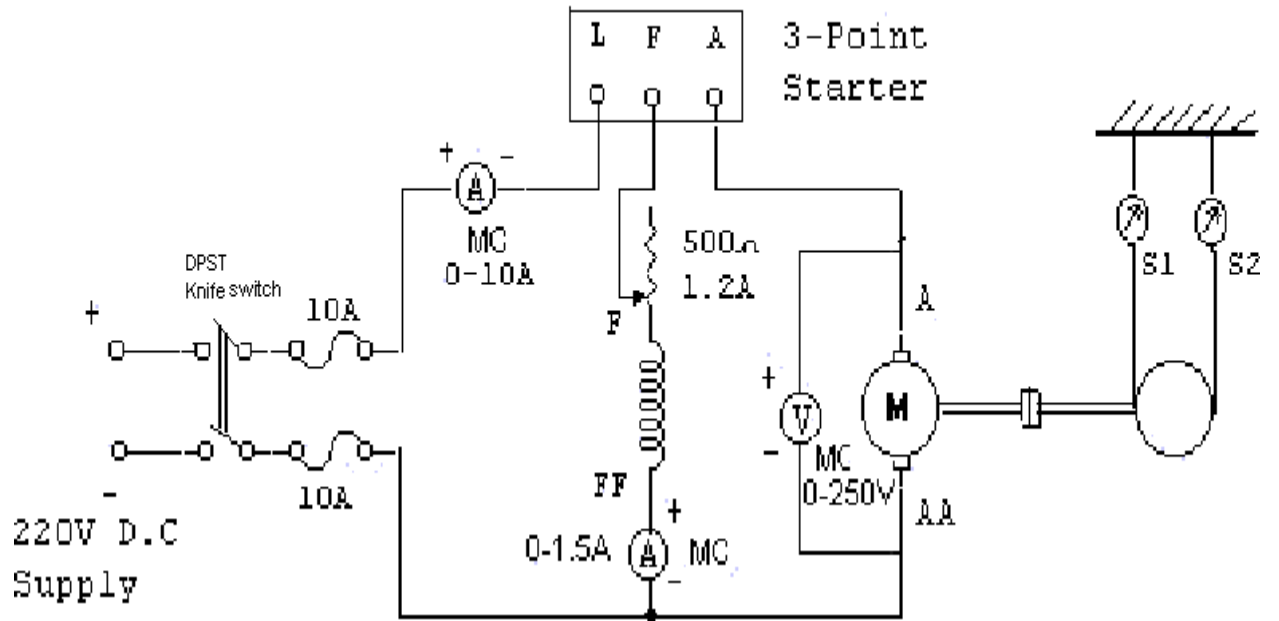 L F A
3-Point
Starter
+ -
A
MC
0-10A
DPST
Knife switch
10A
+
10A
-
220V D.C
Supply
500Ω
1.2A
F
FF
+
0-1.5A A MC
-
+
V
-
MC
0-250V
A
M
AA
S1 S2